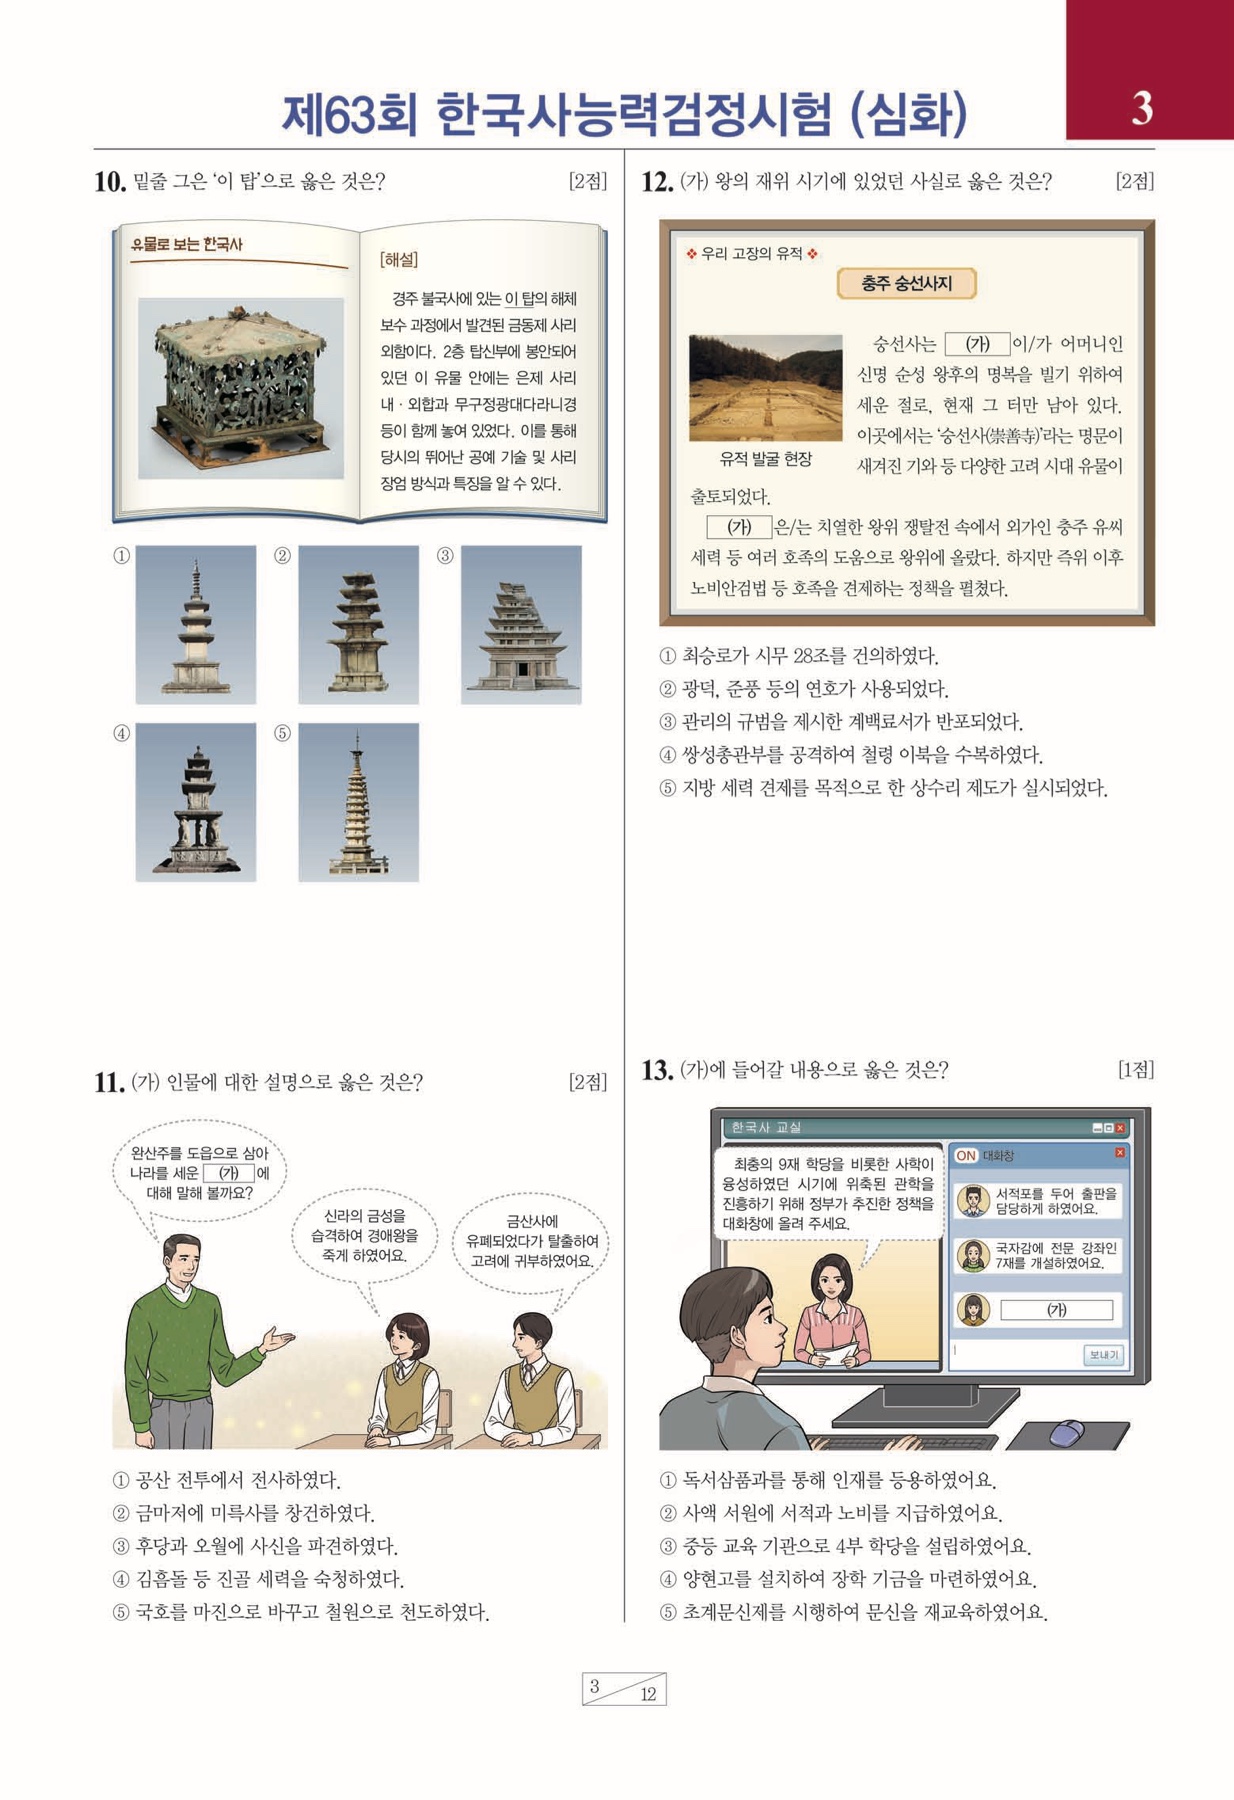 제63회 한국사능력검정시험 (심화)
3
10. 밑줄 그은 ‘이 탑’으로 옳은 것은? [2점]
유물로 보는 한국사
[해설]
경주 불국사에 있는 이 탑의 해체
보수 과정에서 발견된 금동제 사리
외함이다. 2층 탑신부에 봉안되어
있던 이 유물 안에는 은제 사리
내·외합과 무구정광대다라니경
등이 함께 놓여 있었다. 이를 통해
당시의 뛰어난 공예 기술 및 사리
장엄 방식과 특징을 알 수 있다.
① ② ③
④ ⑤
11. (가) 인물에 대한 설명으로 옳은 것은? [2점]
완산주를 도읍으로 삼아
나라를 세운 (가) 에
대해 말해 볼까요?
신라의 금성을
습격하여 경애왕을
죽게 하였어요.
금산사에
유폐되었다가 탈출하여
고려에 귀부하였어요.
① 공산 전투에서 전사하였다.
② 금마저에 미륵사를 창건하였다.
③ 후당과 오월에 사신을 파견하였다.
④ 김흠돌 등 진골 세력을 숙청하였다.
⑤ 국호를 마진으로 바꾸고 철원으로 천도하였다.
12. (가) 왕의 재위 시기에 있었던 사실로 옳은 것은? [2점]
❖ 우리 고장의 유적 ❖
충주 숭선사지
숭선사는 (가) 이/가 어머니인
신명 순성 왕후의 명복을 빌기 위하여
세운 절로, 현재 그 터만 남아 있다.
이곳에서는 ‘숭선사(崇善寺)’라는 명문이
새겨진 기와 등 다양한 고려 시대 유물이
유적 발굴 현장
출토되었다.
(가) 은/는 치열한 왕위 쟁탈전 속에서 외가인 충주 유씨
세력 등 여러 호족의 도움으로 왕위에 올랐다. 하지만 즉위 이후
노비안검법 등 호족을 견제하는 정책을 펼쳤다.
① 최승로가 시무 28조를 건의하였다.
② 광덕, 준풍 등의 연호가 사용되었다.
③ 관리의 규범을 제시한 계백료서가 반포되었다.
④ 쌍성총관부를 공격하여 철령 이북을 수복하였다.
⑤ 지방 세력 견제를 목적으로 한 상수리 제도가 실시되었다.
13. (가)에 들어갈 내용으로 옳은 것은? [1점]
한국사 교실
최충의 9재 학당을 비롯한 사학이
융성하였던 시기에 위축된 관학을
진흥하기 위해 정부가 추진한 정책을
대화창에 올려 주세요.
ON 대화창
서적포를 두어 출판을
담당하게 하였어요.
국자감에 전문 강좌인
7재를 개설하였어요.
(가)
보내기
① 독서삼품과를 통해 인재를 등용하였어요.
② 사액 서원에 서적과 노비를 지급하였어요.
③ 중등 교육 기관으로 4부 학당을 설립하였어요.
④ 양현고를 설치하여 장학 기금을 마련하였어요.
⑤ 초계문신제를 시행하여 문신을 재교육하였어요.
3
12